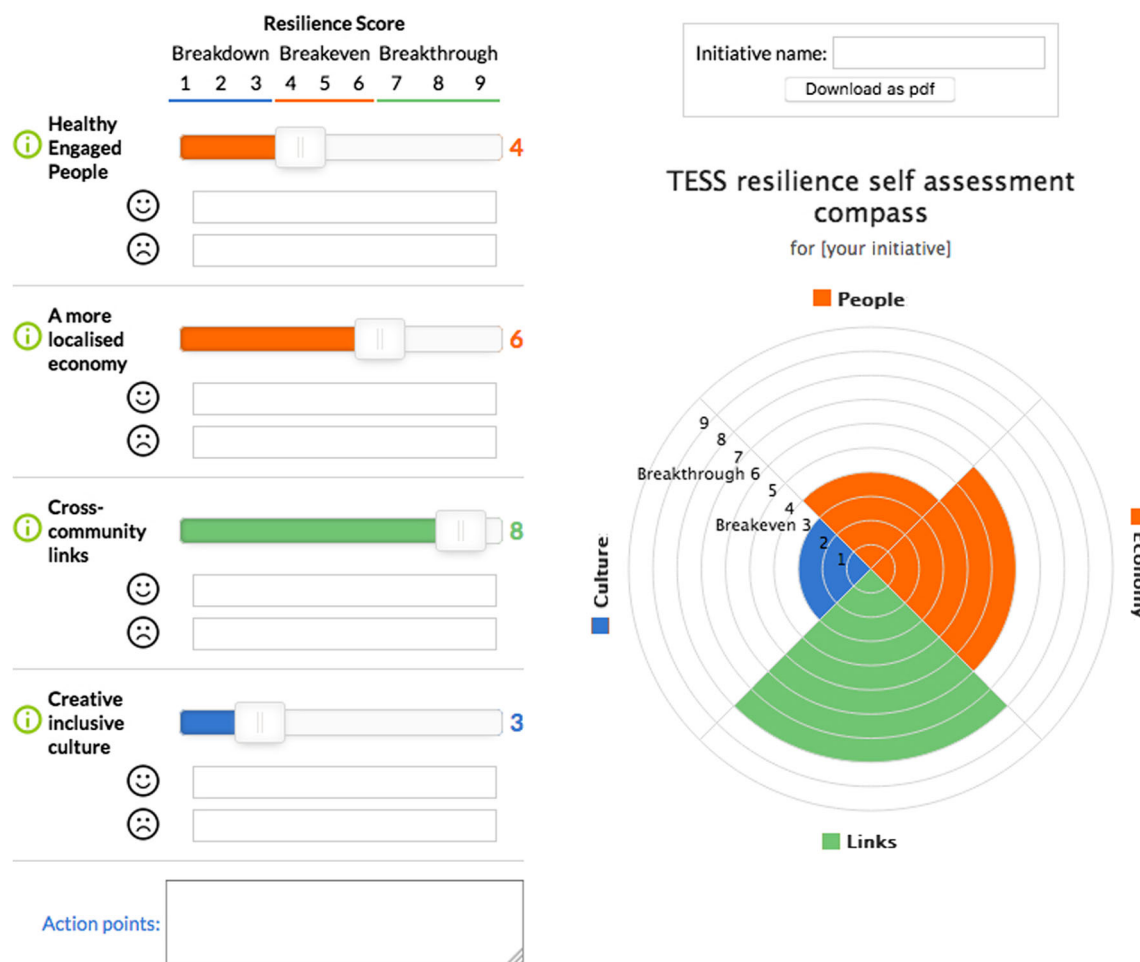 Resilience Score
Breakdown Breakeven Breakthrough
1 2 3 4 5 6 7 8 9
Healthy
Engaged
People
4
A more
localised
economy
6
Cross-
community
links
8
Creative
inclusive
culture
3
Action points:
Initiative name:
Download as pdf
TESS resilience self assessment
compass
for [your initiative]
People
9
8
7
Breakthrough 6
5
4
Breakeven 3
2
1
Culture
Economy
Links